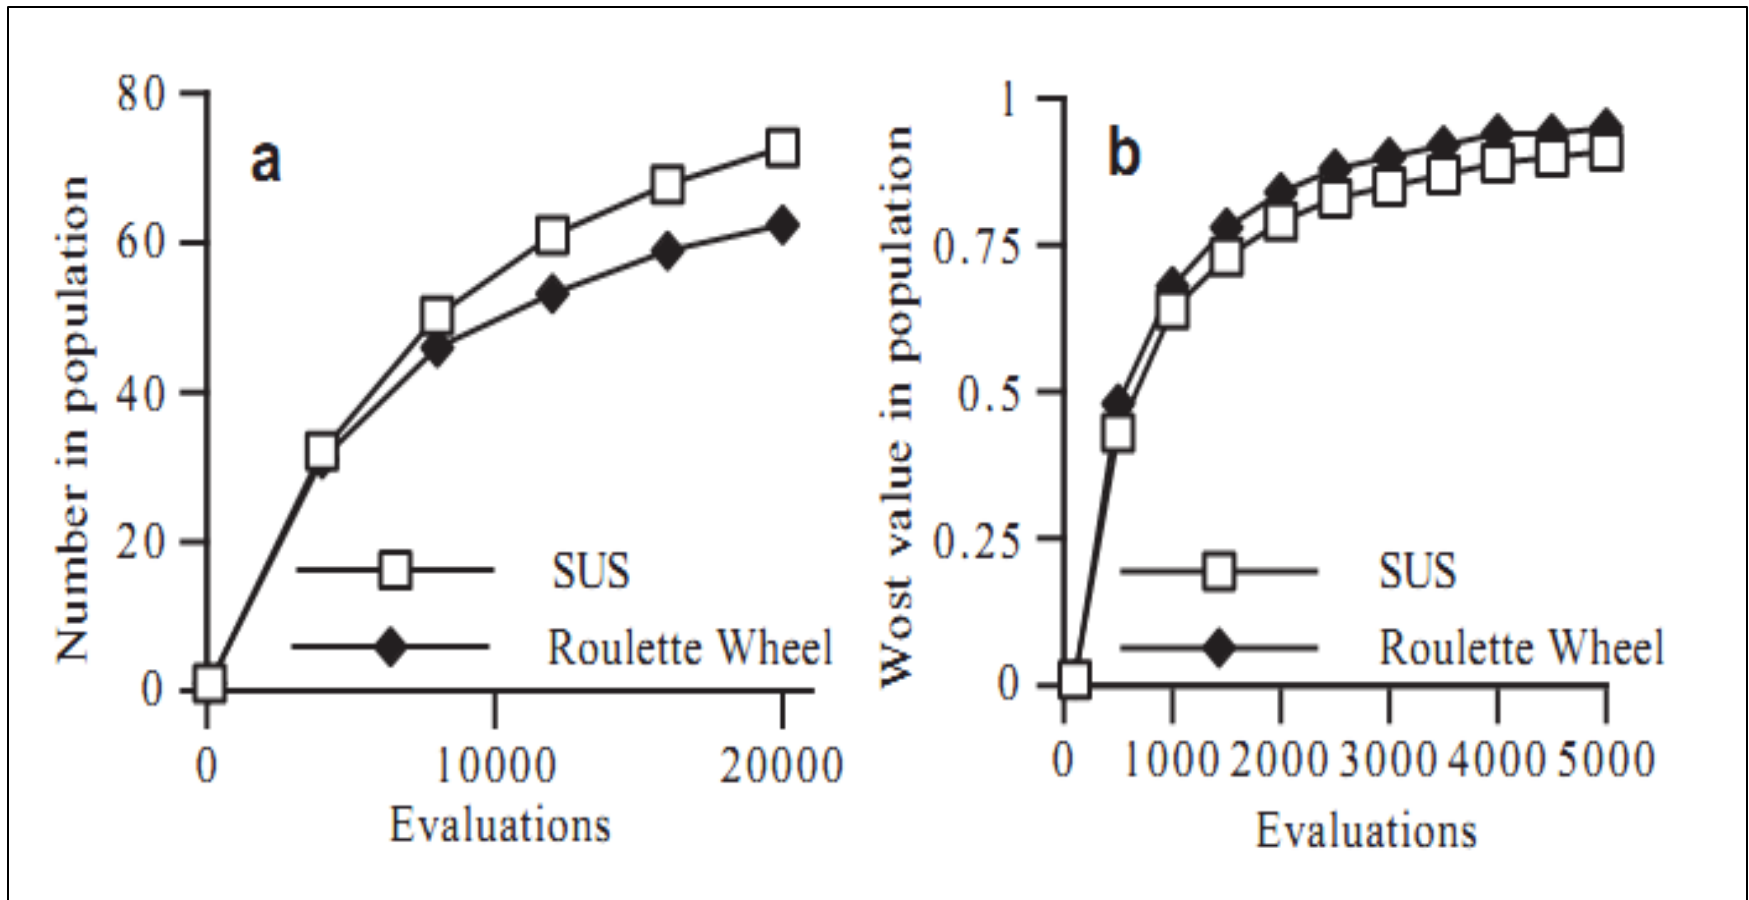 a
Number in population
80
60
40
20
0
SUS
Roulette Wheel
0 10000 20000
Evaluations
b
Wost value in population
1
0.75
0.5
0.25
0
SUS
Roulette Wheel
0 1000 2000 3000 4000 5000
Evaluations